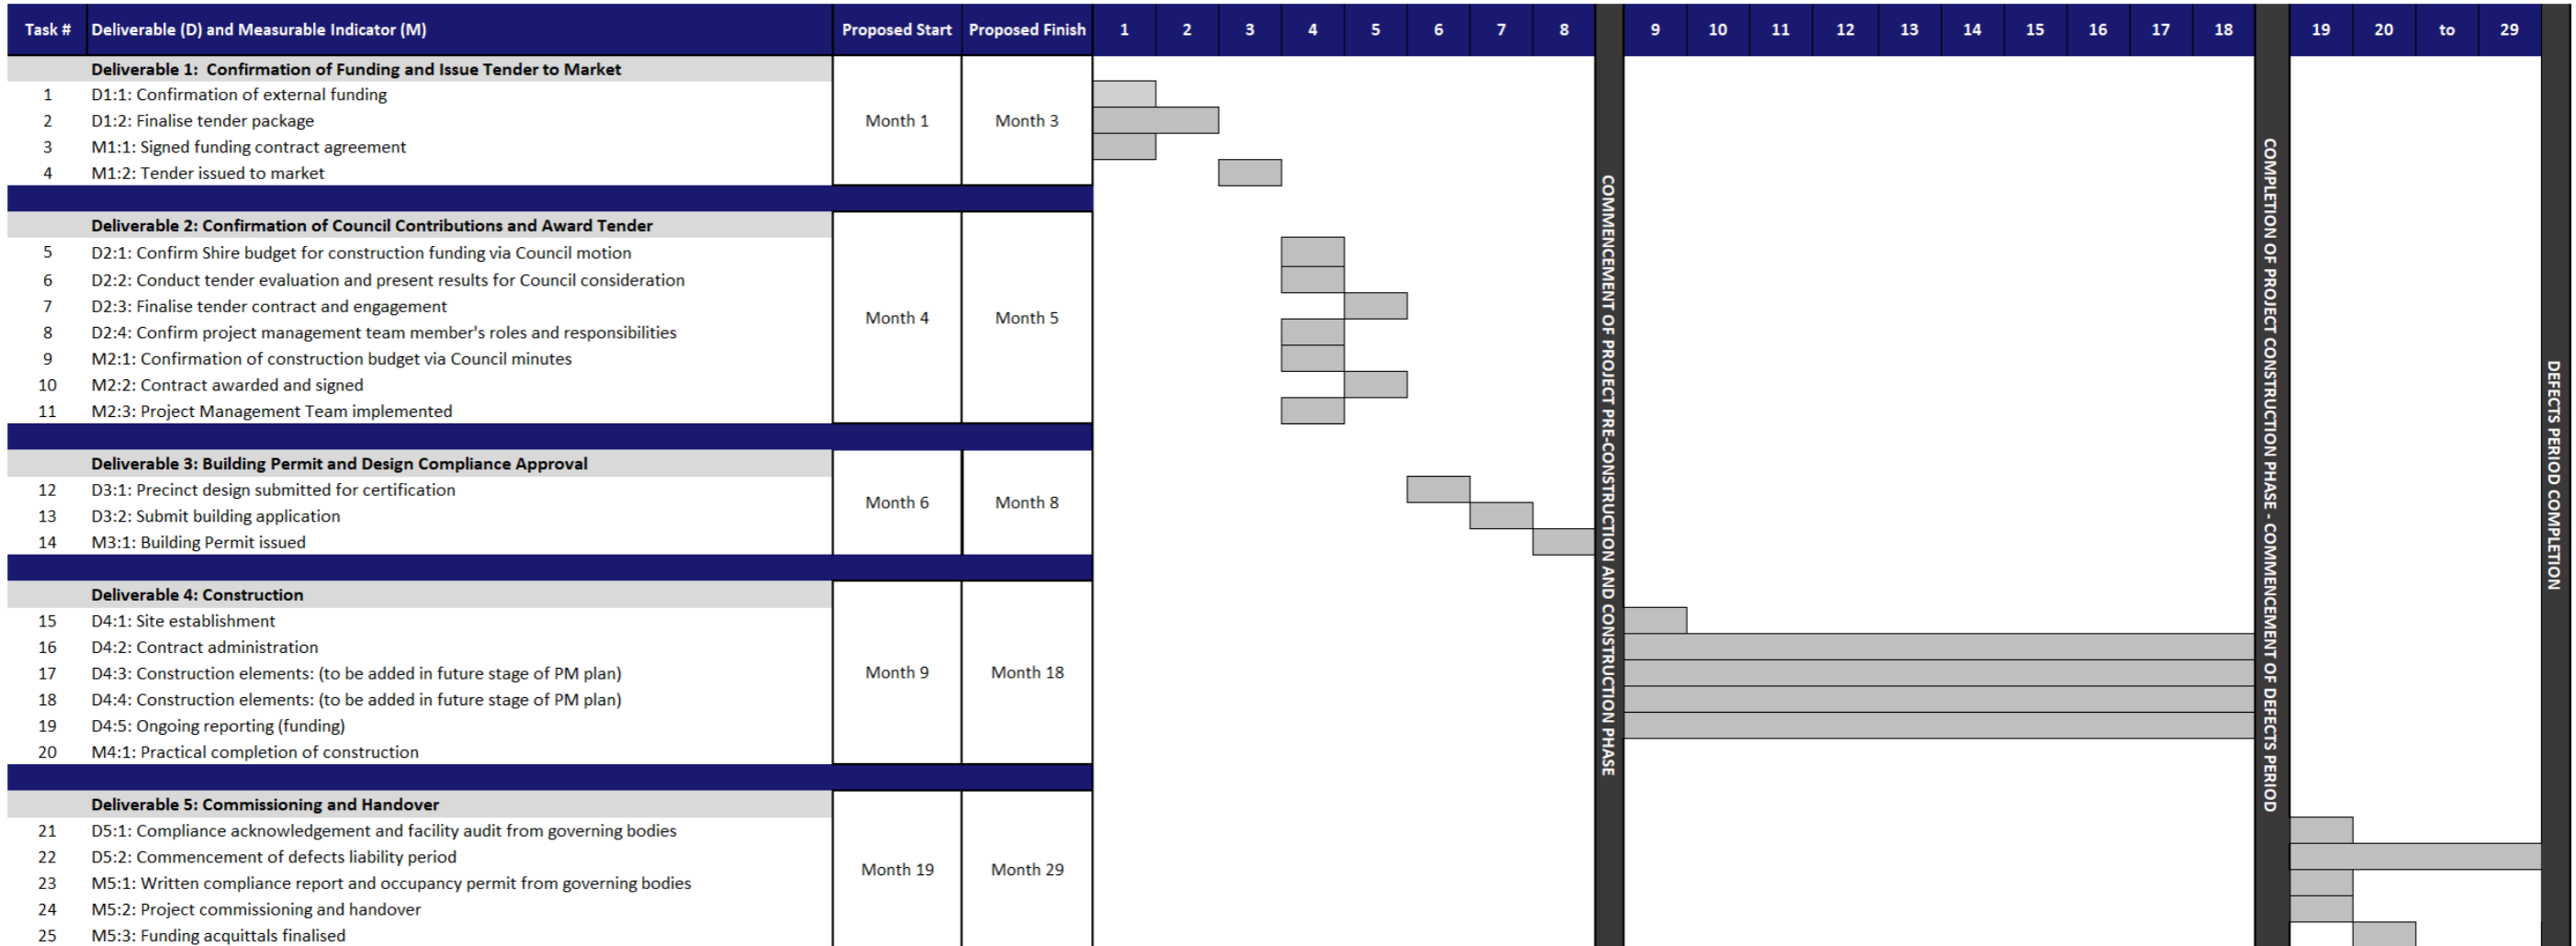 Task # Deliverable (D) and Measurable Indicator (M) Proposed Start Proposed Finish 1 2 3 4 5 6 7 8 9 10 11 12 13 14 15 16 17 18 19 20 to 29
Deliverable 1: Confirmation of Funding and Issue Tender to Market
1 D1:1: Confirmation of external funding
2 D1:2: Finalise tender package
Month 1 Month 3
3 M1:1: Signed funding contract agreement
4 M1:2: Tender issued to market
Deliverable 2: Confirmation of Council Contributions and Award Tender
5 D2:1: Confirm Shire budget for construction funding via Council motion
6 D2:2: Conduct tender evaluation and present results for Council consideration
7 D2:3: Finalise tender contract and engagement
Month 4 Month 5
8 D2:4: Confirm project management team member's roles and responsibilities
9 M2:1: Confirmation of construction budget via Council minutes
10 M2:2: Contract awarded and signed
11 M2:3: Project Management Team implemented
Deliverable 3: Building Permit and Design Compliance Approval
12 D3:1: Precinct design submitted for certification
Month 6 Month 8
13 D3:2: Submit building application
14 M3:1: Building Permit issued
Deliverable 4: Construction
15 D4:1: Site establishment
16 D4:2: Contract administration
17 D4:3: Construction elements: (to be added in future stage of PM plan)
Month 9 Month 18
18 D4:4: Construction elements: (to be added in future stage of PM plan)
19 D4:5: Ongoing reporting (funding)
20 M4:1: Practical completion of construction
Deliverable 5: Commissioning and Handover
21 D5:1: Compliance acknowledgement and facility audit from governing bodies
22 D5:2: Commencement of defects liability period
Month 19 Month 29
23 M5:1: Written compliance report and occupancy permit from governing bodies
24 M5:2: Project commissioning and handover
25 M5:3: Funding acquittals finalised
COMMENCEMENT OF PROJECT PRE-CONSTRUCTION AND CONSTRUCTION PHASE
COMPLETION OF PROJECT CONSTRUCTION PHASE - COMMENCEMENT OF DEFECTS PERIOD
DEFECTS PERIOD COMPLETION